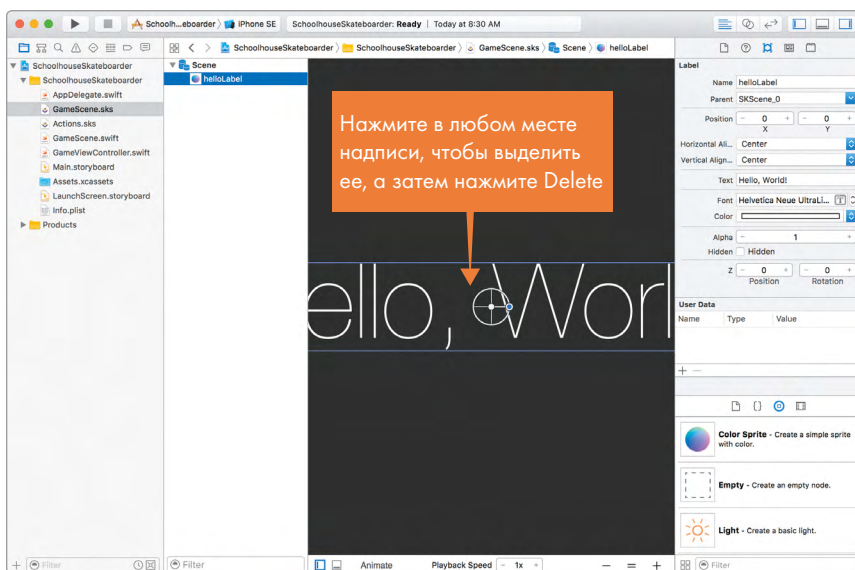 Schoolh...eboarder 〉 iPhone SE
SchoolhouseSkateboarder: Ready | Today at 8:30 AM
SchoolhouseSkateboarder 〉 SchoolhouseSkateboarder 〉 GameScene.sks 〉 Scene 〉 helloLabel
SchoolhouseSkateboarder
SchoolhouseSkateboarder
AppDelegate.swift
GameScene.sks
Actions.sks
GameScene.swift
GameViewController.swift
Main.storyboard
Assets.xcassets
LaunchScreen.storyboard
Info.plist
Products
Filter
Scene
helloLabel
Filter
Нажмите в любом месте
надписи, чтобы выделить
ее, а затем нажмите Delete
ello, Worl
Animate
Playback Speed − 1x +
− = +
Label
Name helloLabel
Parent SKScene_0
Position − 0 + − 0 +
X Y
Horizontal Ali... Center
Vertical Align... Center
Text Hello, World!
Font Helvetica Neue UltraLi...
Color
Alpha − 1 +
Hidden Hidden
Z − 0 + − 0 +
Position Rotation
User Data
Name Type Value
+ −
Color Sprite - Create a simple sprite
with color.
Empty - Create an empty node.
Light - Create a basic light.
Filter